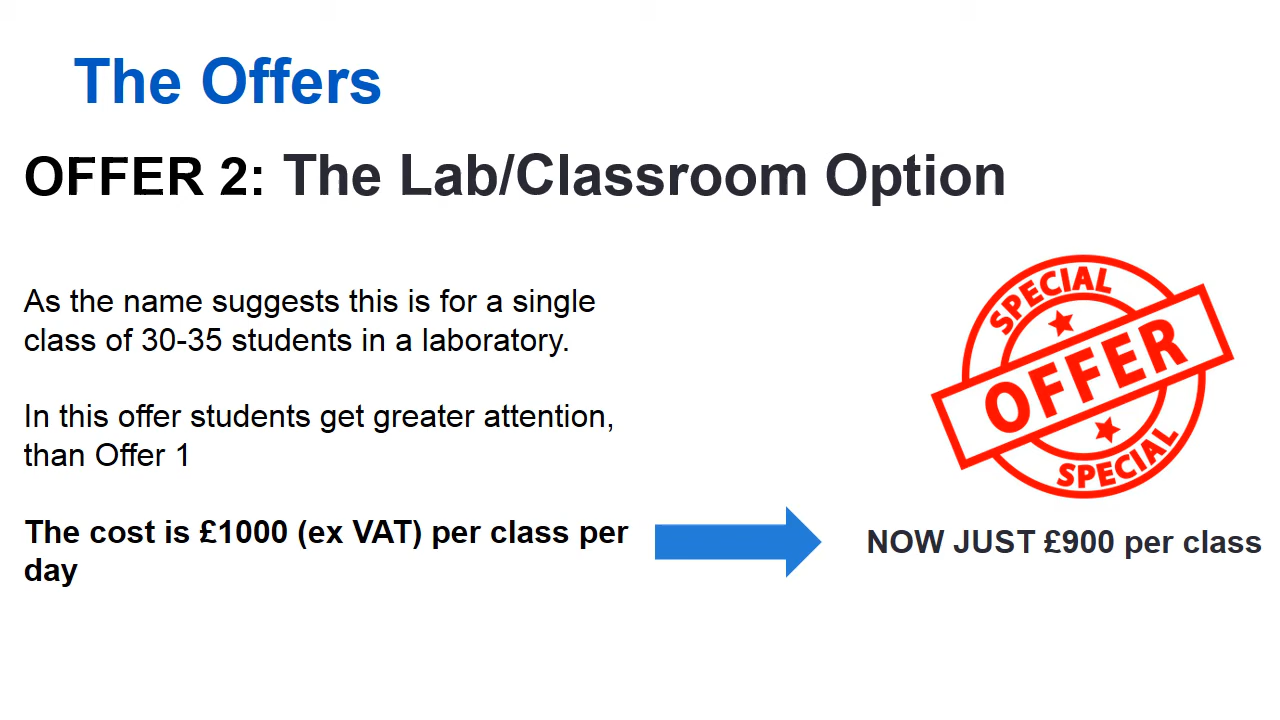 The Offers
OFFER 2: The Lab/Classroom Option
As the name suggests this is for a single
class of 30-35 students in a laboratory.
In this offer students get greater attention,
than Offer 1
The cost is £1000 (ex VAT) per class per
day
SPECIAL
OFFER
SPECIAL
NOW JUST £900 per class